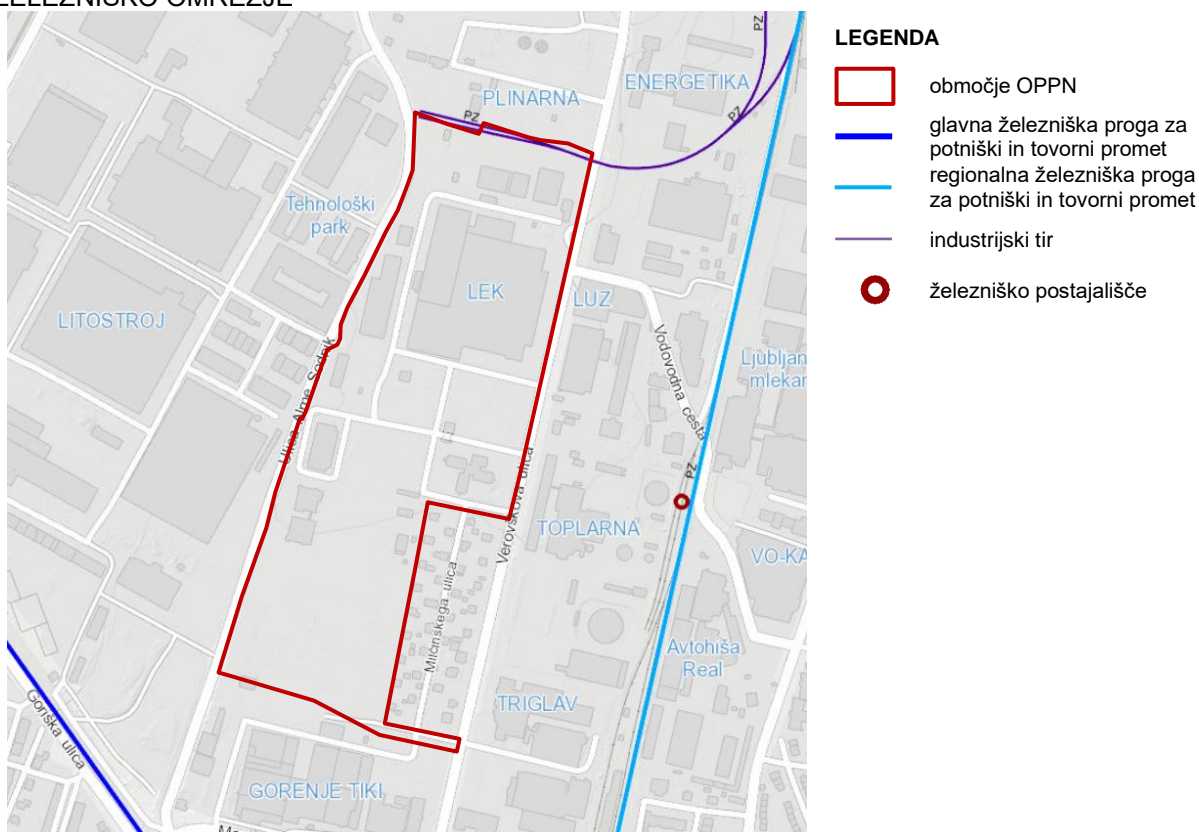 ŽELEZNIŠKO OMREŽJE
LEGENDA
območje OPPN
glavna železniška proga za
potniški in tovorni promet
regionalna železniška proga
za potniški in tovorni promet
industrijski tir
železniško postajališče
PZ
ENERGETIKA
PLINARNA
PZ
PZ
Tehnološki
park
LEK
LUZ
LITOSTROJ
Vodovodna cesta
Ljubljan
mlekar
Ulica Alme Sodnik
PZ
Verovškova ulica
TOPLARNA
VO-KA
Milčinskega ulica
Avtohiša
Real
Goriška ulica
TRIGLAV
GORENJE TIKI